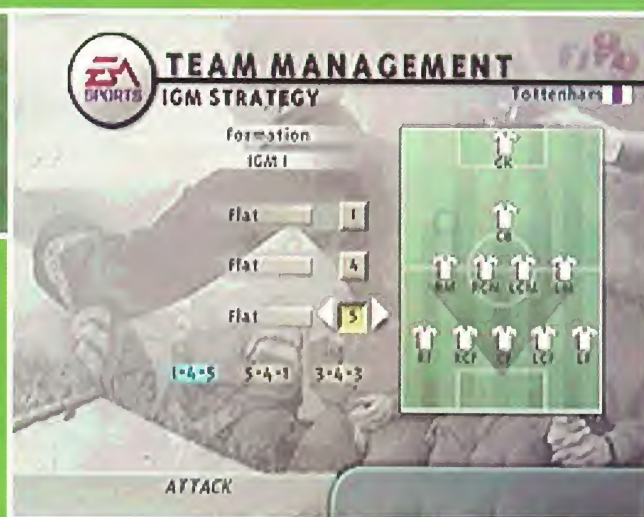 EA
SPORTS
TEAM MANAGEMENT
IGM STRATEGY
Tottenham
Formation
IGM I
Flat 1
Flat 4
Flat 5
1-4-5 5-4-1 3-4-3
GK
CB
RM RCM LCM LM
RF RCF CF LCF LF
ATTACK